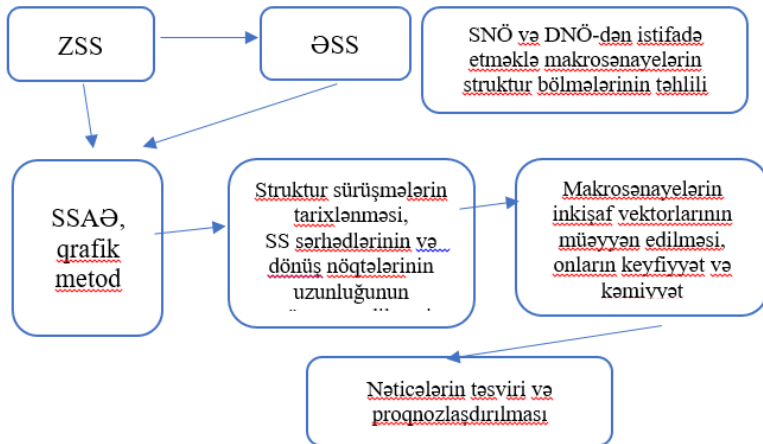 ZSS
ƏSS
SNÖ və DNÖ-dən istifadə
etməklə makrosənayelərin
struktur bölmələrinin təhlili
SSAƏ,
qrafik
metod
Struktur sürüşmələrin
tarixlənməsi,
SS sərhədlərinin və
dönüş nöqtələrinin
uzunluğunun
Makrosənayelərin
inkişaf vektorlarının
müəyyən edilməsi,
onların keyfiyyət və
kəmiyyət
Nəticələrin təsviri və
proqnozlaşdırılması